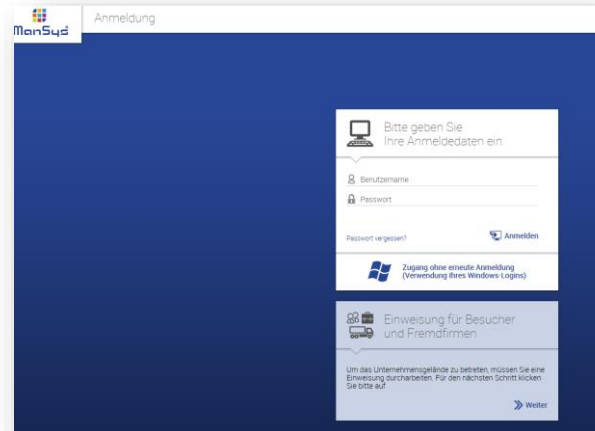 ManSyd
Anmeldung
Bitte geben Sie
Ihre Anmeldedaten ein
Benutzername
Passwort
Passwort vergessen?
Anmelden
Zugang ohne erneute Anmeldung
(Verwendung Ihres Windows-Logins)
Einweisung für Besucher
und Fremdfirmen
Um das Unternehmensgelände zu betreten, müssen Sie eine
Einweisung durcharbeiten. Für den nächsten Schritt klicken
Sie bitte auf
Weiter